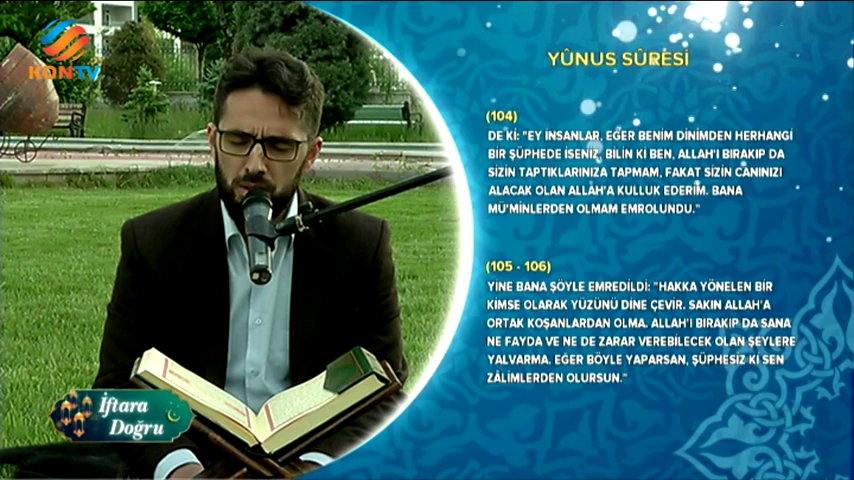 KONTV
YÛNUS SÛRESİ
(104)
DE Kİ: "EY İNSANLAR, EĞER BENİM DİNİMDEN HERHANGİ
BİR ŞÜPHEDE İSENİZ, BİLİN Kİ BEN, ALLAH'I BIRAKIP DA
SİZİN TAPTIKLARINIZA TAPMAM, FAKAT SİZİN CANINIZI
ALACAK OLAN ALLAH'A KULLUK EDERİM. BANA
MÜ'MİNLERDEN OLMAM EMROLUNDU."
(105 - 106)
YINE BANA ŞÖYLE EMREDİLDİ: "HAKKA YÖNELEN BİR
KİMSE OLARAK YÜZÜNÜ DİNE ÇEVİR. SAKIN ALLAH'A
ORTAK KOŞANLARDAN OLMA. ALLAH'I BIRAKIP DA SANA
NE FAYDA VE NE DE ZARAR VEREBİLECEK OLAN ŞEYLERE
YALVARMA. EĞER BÖYLE YAPARSAN, ŞÜPHESİZ Kİ SEN
ZÂLİMLERDEN OLURSUN."
İftara
Doğru